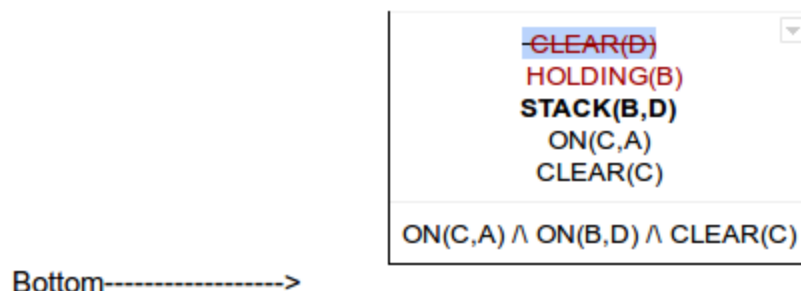 CLEAR(D)
HOLDING(B)
STACK(B,D)
ON(C,A)
CLEAR(C)
ON(C,A) /\ ON(B,D) /\ CLEAR(C)
Bottom------------------>